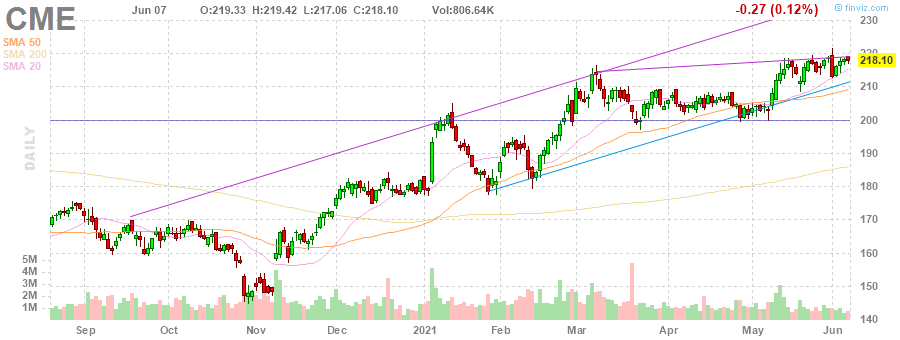 CME Jun 07 O:219.33 H:219.42 L:217.06 C:218.10 Vol:806.64K -0.27 (0.12%) © finviz.com
SMA 50
SMA 200
SMA 20
DAILY
230
220
218.10
210
200
190
180
170
160
150
140
5M
4M
3M
2M
1M
Sep Oct Nov Dec 2021 Feb Mar Apr May Jun